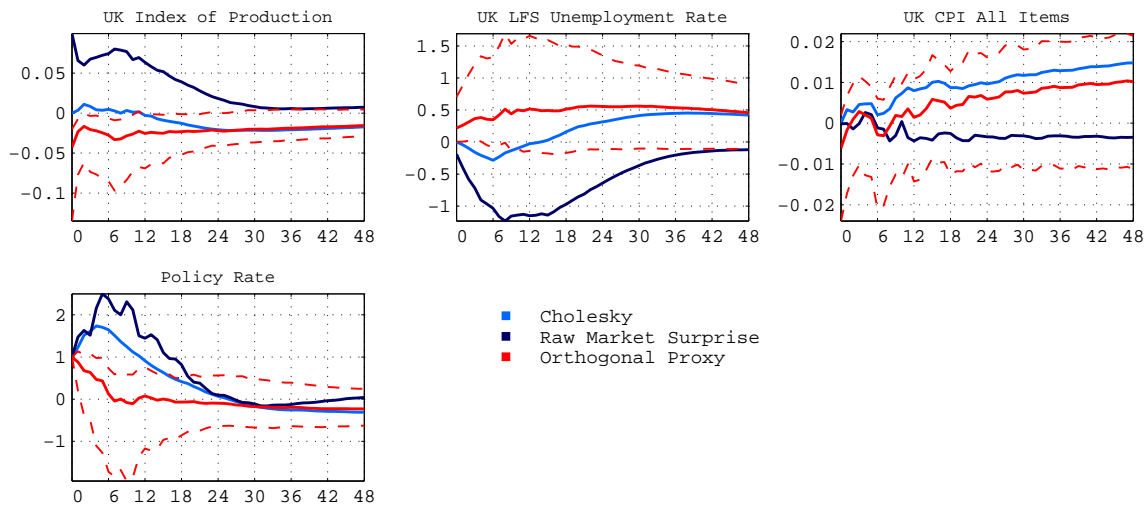 UK Index of Production
0.05
0
−0.05
−0.1
0 6 12 18 24 30 36 42 48
UK LFS Unemployment Rate
1.5
1
0.5
0
−0.5
−1
0 6 12 18 24 30 36 42 48
UK CPI All Items
0.02
0.01
0
−0.01
−0.02
0 6 12 18 24 30 36 42 48
Policy Rate
2
1
0
−1
0 6 12 18 24 30 36 42 48
Cholesky
Raw Market Surprise
Orthogonal Proxy